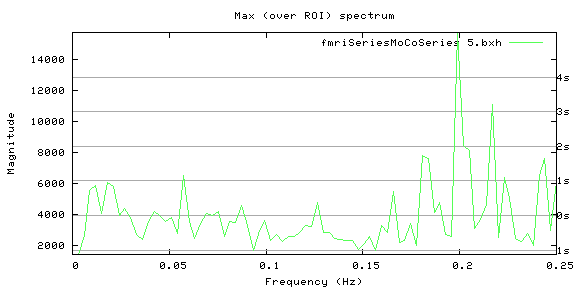 Max (over ROI) spectrum
fmriSeriesMoCoSeries 5.bxh
Magnitude
14000
12000
10000
8000
6000
4000
2000
4s
3s
2s
1s
0s
1s
0
0.05
0.1
0.15
0.2
0.25
Frequency (Hz)